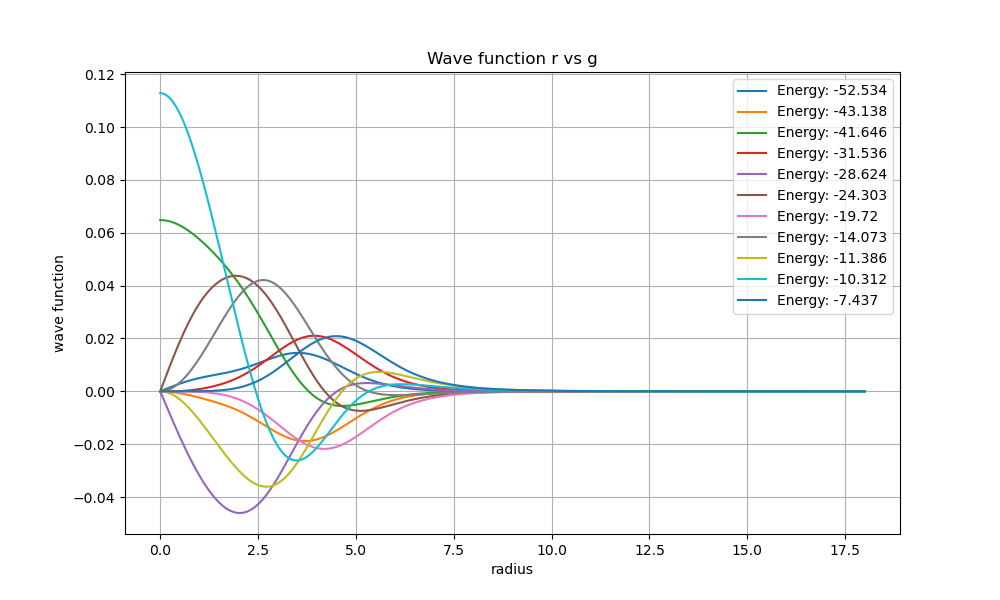 Wave function r vs g
0.12
0.10
0.08
0.06
0.04
0.02
0.00
−0.02
−0.04
wave function
Energy: -52.534
Energy: -43.138
Energy: -41.646
Energy: -31.536
Energy: -28.624
Energy: -24.303
Energy: -19.72
Energy: -14.073
Energy: -11.386
Energy: -10.312
Energy: -7.437
0.0 2.5 5.0 7.5 10.0 12.5 15.0 17.5
radius